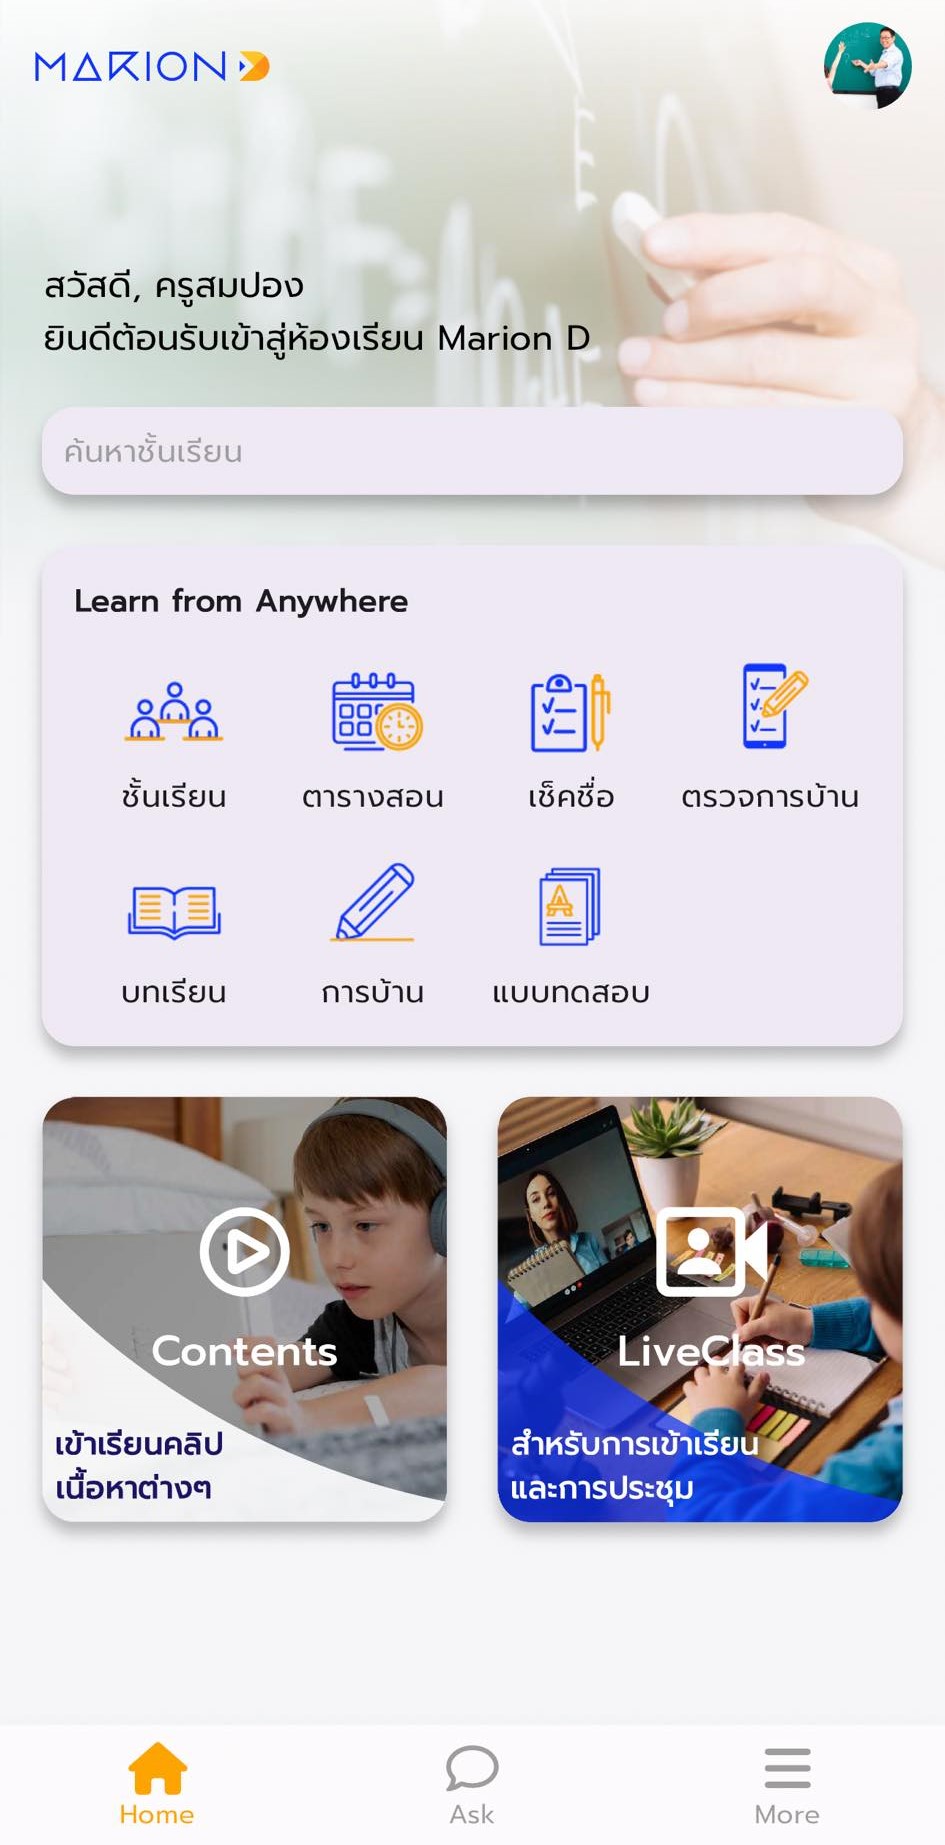 MARION D
สวัสดี, ครูสมปอง
ยินดีต้อนรับเข้าสู่ห้องเรียน Marion D
ค้นหาชั้นเรียน
Learn from Anywhere
ชั้นเรียน ตารางสอน เช็คชื่อ ตรวจการบ้าน
บทเรียน การบ้าน แบบทดสอบ
Contents
เข้าเรียนคลิป
เนื้อหาต่างๆ
LiveClass
สำหรับการเข้าเรียน
และการประชุม
Home Ask More